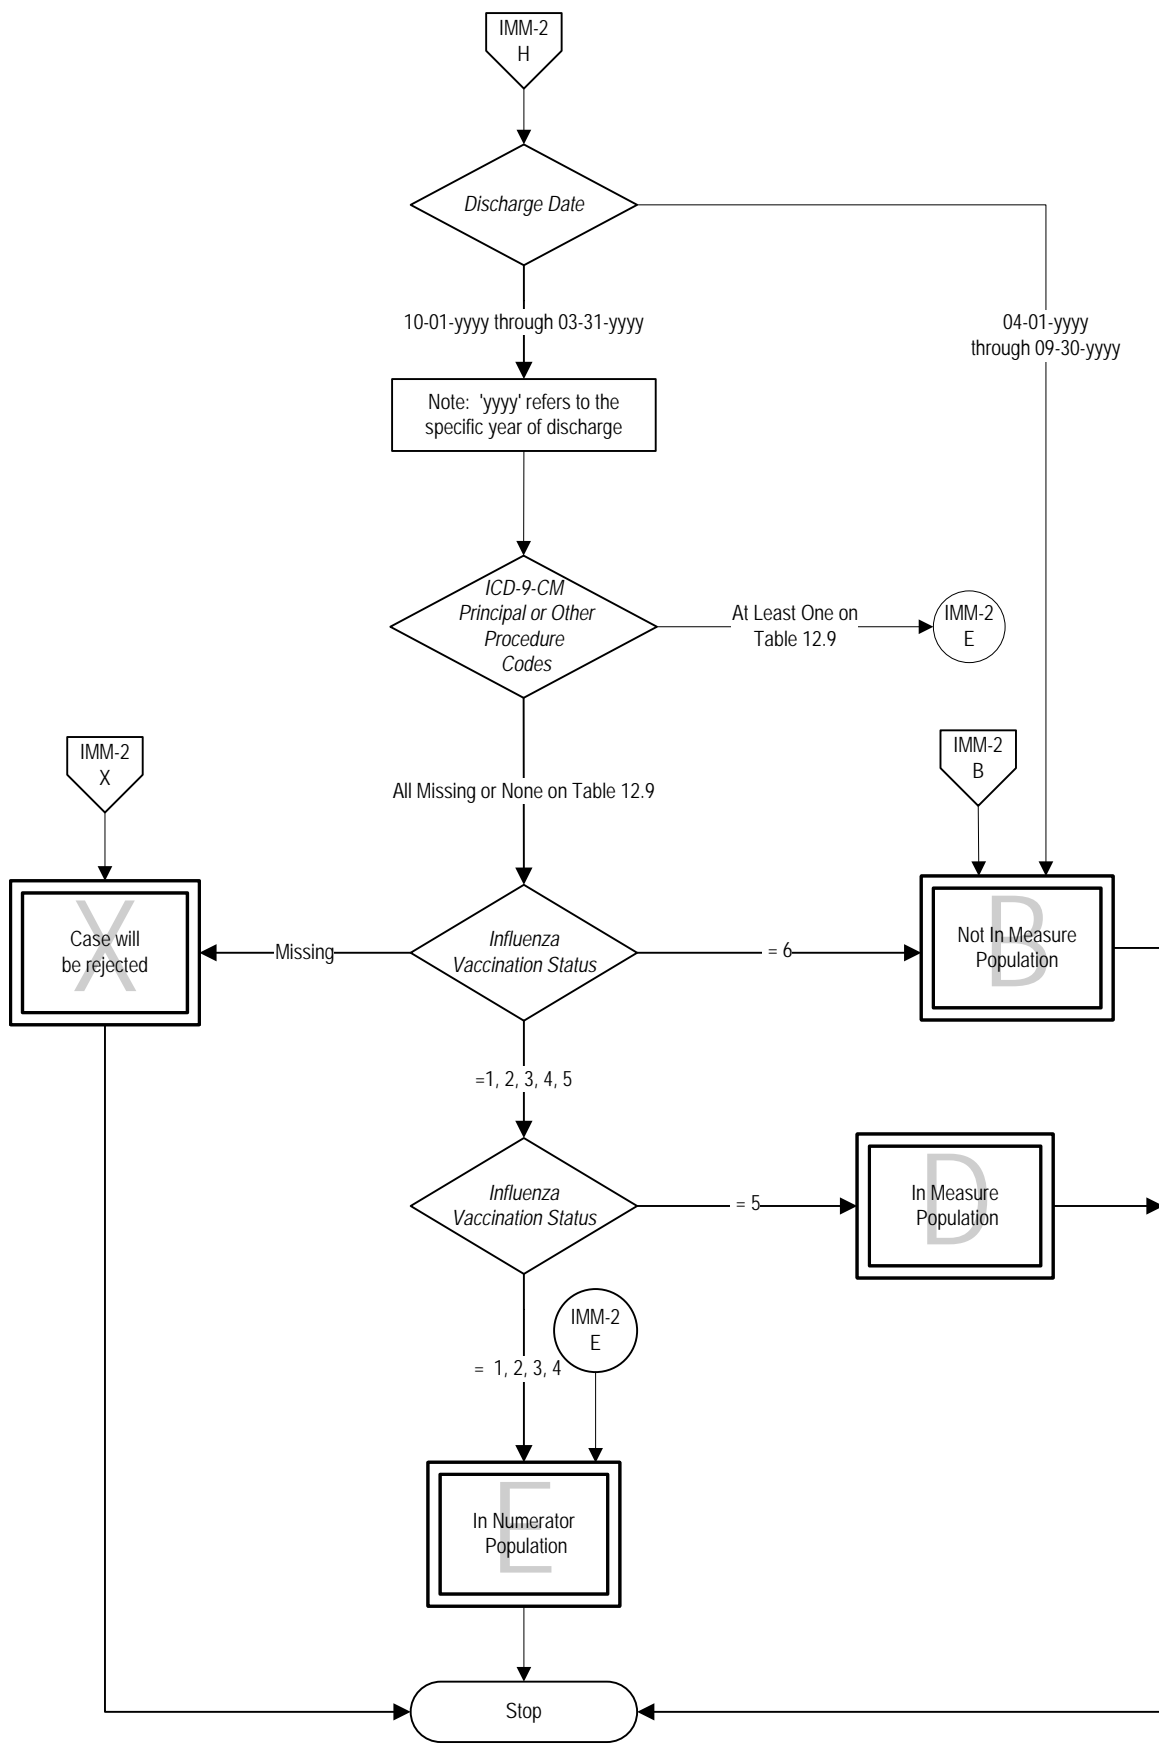 IMM-2
H
Discharge Date
10-01-yyyy through 03-31-yyyy
04-01-yyyy
through 09-30-yyyy
Note:  'yyyy' refers to the
specific year of discharge
ICD-9-CM
Principal or Other
Procedure
Codes
At Least One on
Table 12.9
IMM-2
E
IMM-2
X
IMM-2
B
All Missing or None on Table 12.9
X
Case will
be rejected
Missing
Influenza
Vaccination Status
= 6
B
Not In Measure
Population
=1, 2, 3, 4, 5
Influenza
Vaccination Status
= 5
D
In Measure
Population
IMM-2
E
=  1, 2, 3, 4
E
In Numerator
Population
Stop